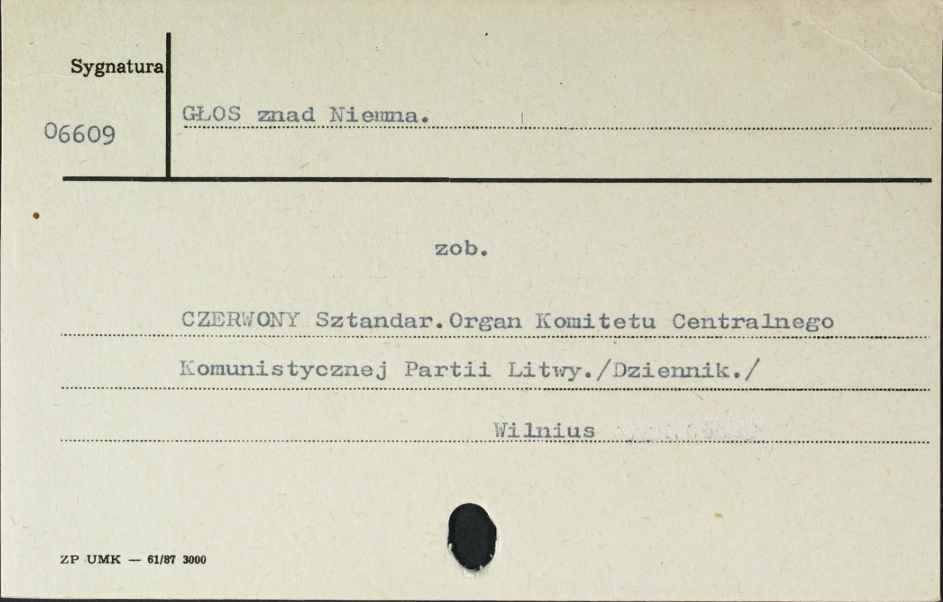 Sygnatura
06609
GŁOS znad Niemna.
zob.
CZERWONY Sztandar.Organ Komitetu Centralnego
Komunistycznej Partii Litwy./Dziennik./
Wilnius
ZP UMK — 61/87 3000